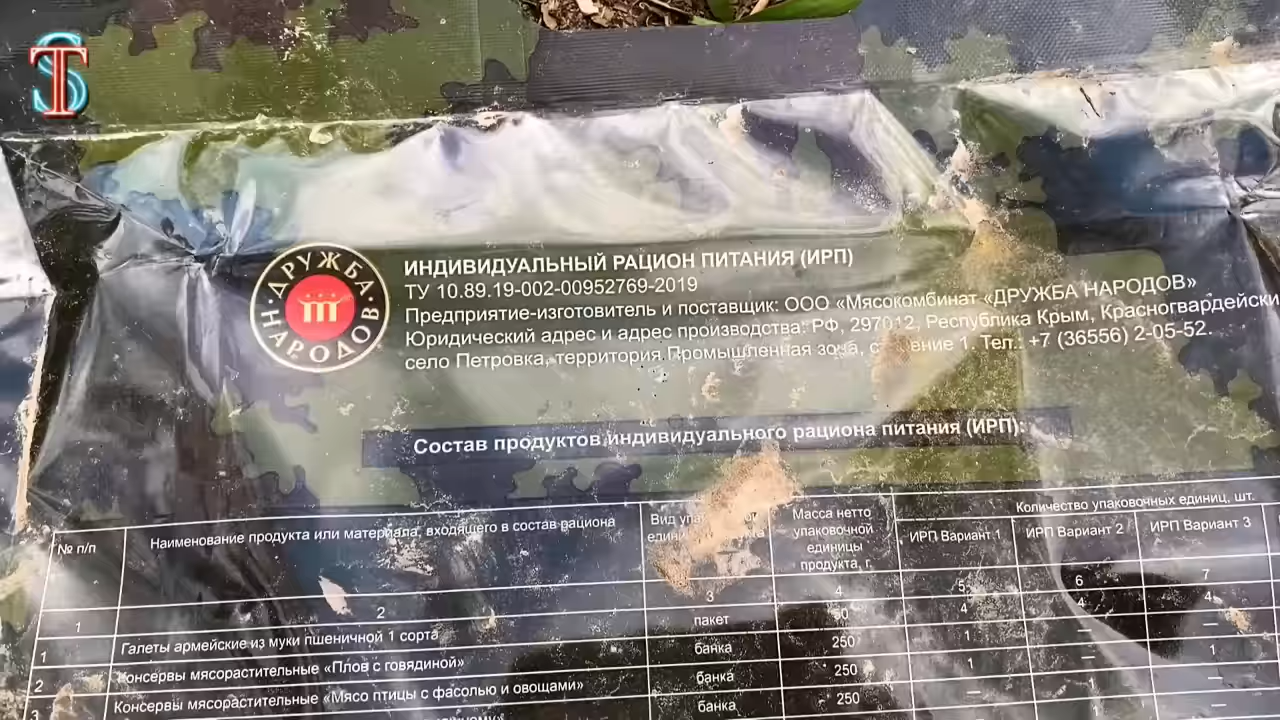 TS
ДРУЖБА НАРОДОВ
ИНДИВИДУАЛЬНЫЙ РАЦИОН ПИТАНИЯ (ИРП)
ТУ 10.89.19-002-00952769-2019
Предприятие-изготовитель и поставщик: ООО «Мясокомбинат «ДРУЖБА НАРОДОВ»
Юридический адрес и адрес производства: РФ, 297012, Республика Крым, Красногвардейски
село Петровка, территория Промышленная зона, ение 1. Тел.: +7 (36556) 2-05-52.
Состав продуктов индивидуального рациона питания (ИРП):
№ п/п Наименование продукта или материала, входящего в состав рациона Вид Масса нетто упаковочной единицы продукта, г. Количество упаковочных единиц, шт.
ИРП Вариант 1 ИРП Вариант 2 ИРП Вариант 3
1 2 3 4 5 6 7
1 Галеты армейские из муки пшеничной 1 сорта пакет 4 4 4
2 Консервы мясорастительные «Плов с говядиной» банка 250 1 — —
3 Консервы мясорастительные «Мясо птицы с фасолью и овощами» банка 250 1 — 1
банка 250 — —